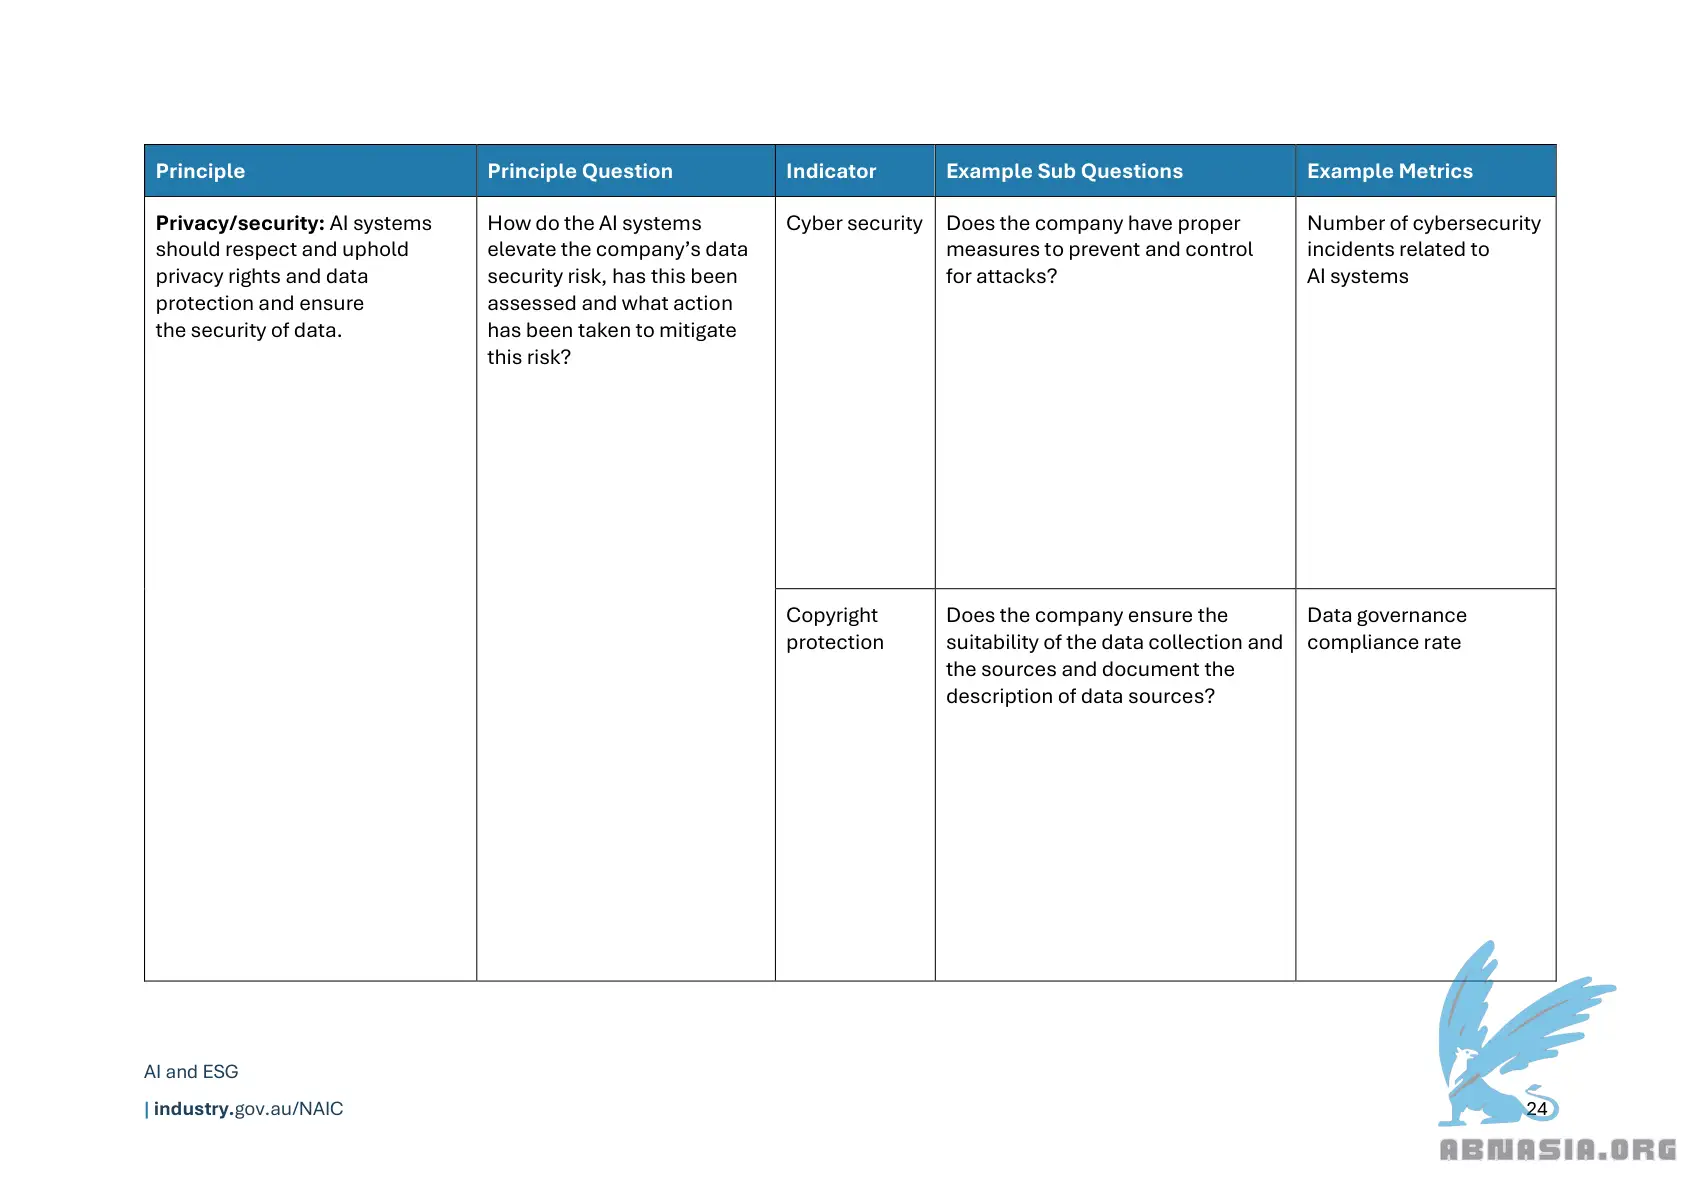 Principle
Principle Question
Indicator
Example Sub Questions
Example Metrics
Privacy/security: AI systems
should respect and uphold
privacy rights and data
protection and ensure
the security of data.
How do the AI systems
elevate the company’s data
security risk, has this been
assessed and what action
has been taken to mitigate
this risk?
Cyber security
Does the company have proper
measures to prevent and control
for attacks?
Number of cybersecurity
incidents related to
AI systems
Copyright
protection
Does the company ensure the
suitability of the data collection and
the sources and document the
description of data sources?
Data governance
compliance rate
AI and ESG
| industry.gov.au/NAIC
24
ABNASIA.ORG